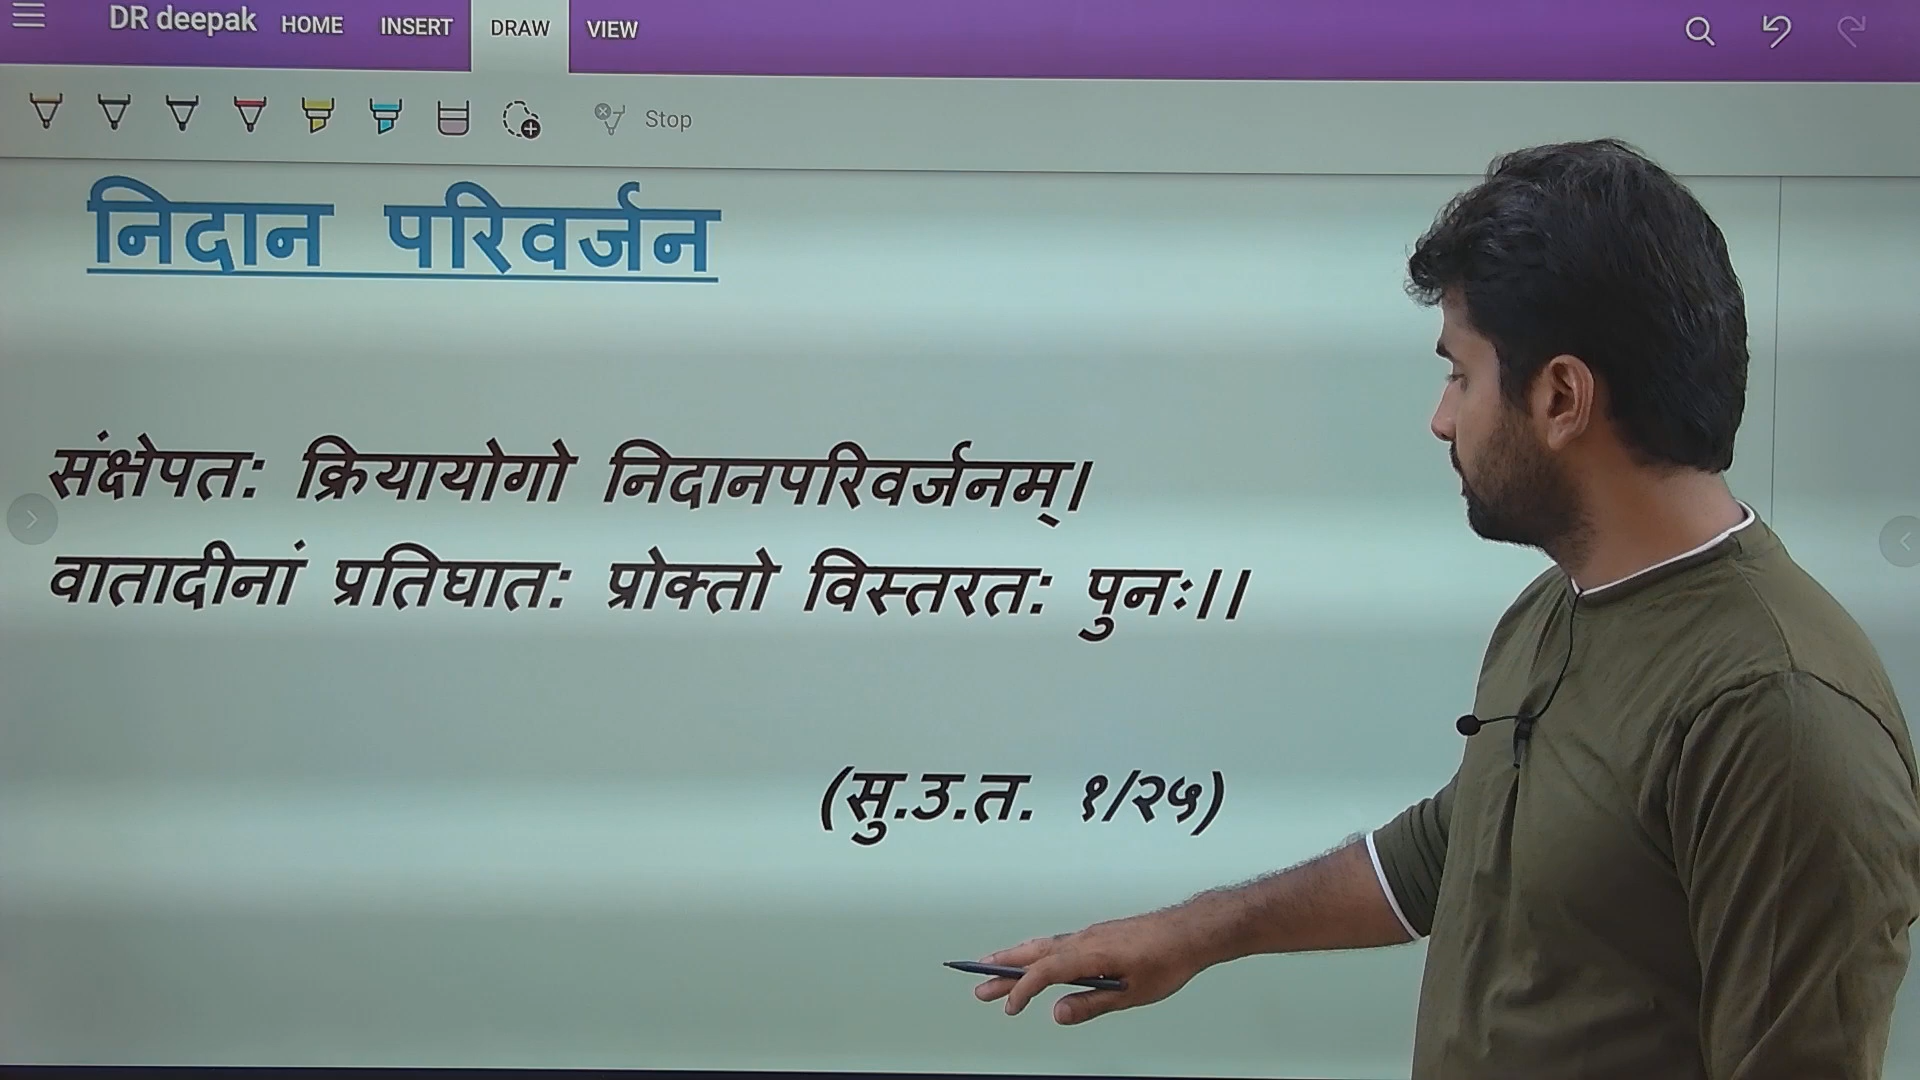 DR deepak HOME INSERT DRAW VIEW
Stop
निदान परिवर्जन
संक्षेपत: क्रियायोगो निदानपरिवर्जनम्।
वातादीनां प्रतिघात: प्रोक्तो विस्तरत: पुनः।।
(सु.उ.त. १/२५)